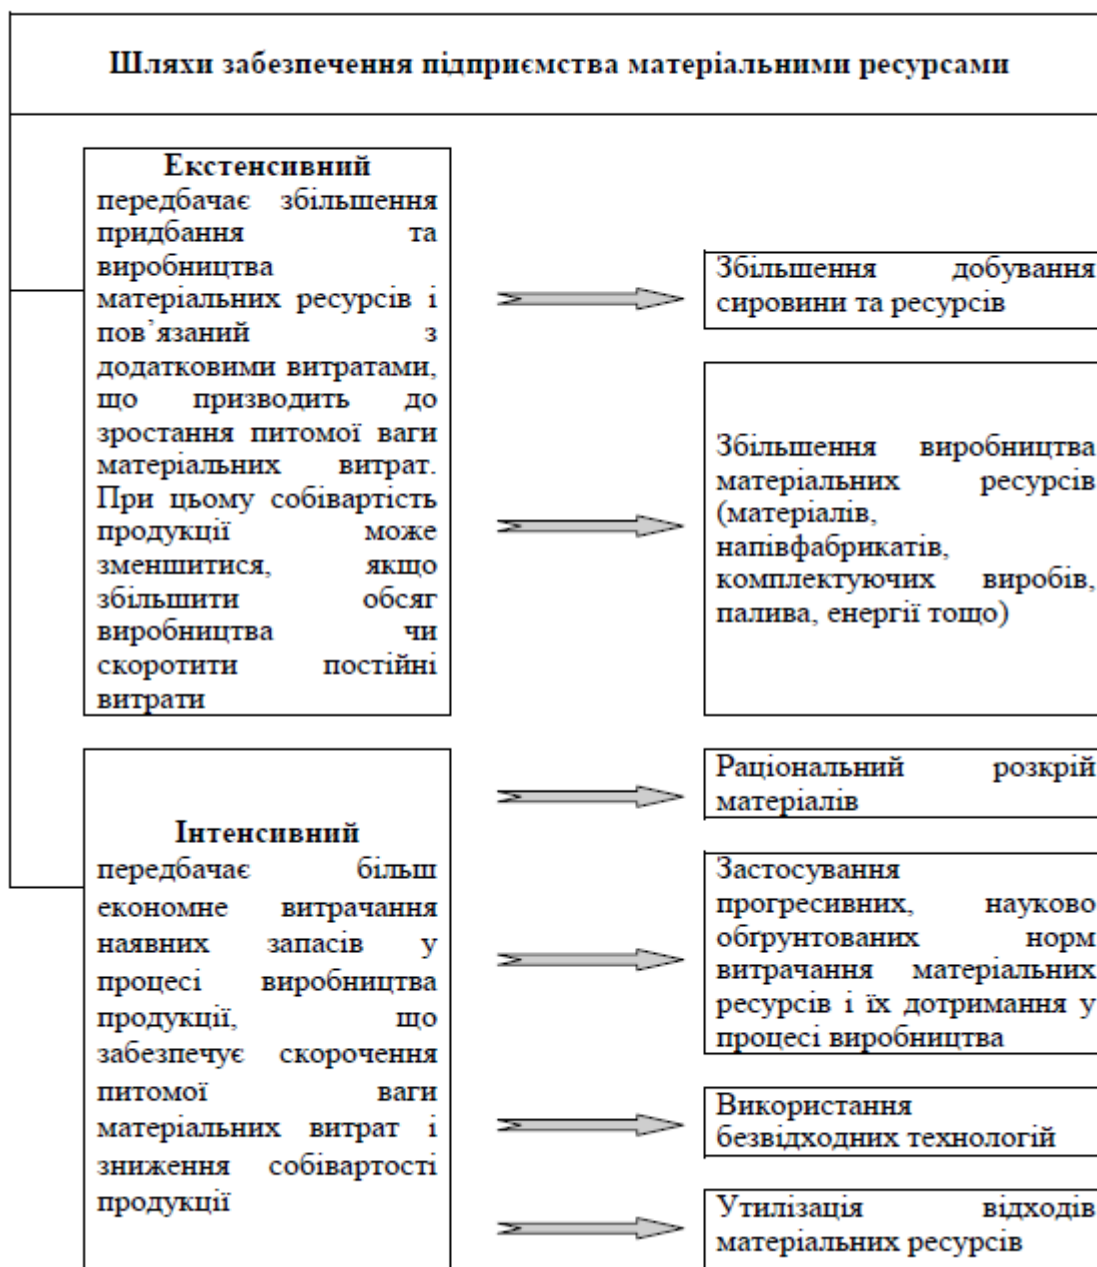 Шляхи забезпечення підприємства матеріальними ресурсами
Екстенсивний
передбачає збільшення
придбання та
виробництва
матеріальних ресурсів і
пов’язаний з
додатковими витратами,
що призводить до
зростання питомої ваги
матеріальних витрат.
При цьому собівартість
продукції може
зменшитися, якщо
збільшити обсяг
виробництва чи
скоротити постійні
витрати
Збільшення добування
сировини та ресурсів
Збільшення виробництва
матеріальних ресурсів
(матеріалів,
напівфабрикатів,
комплектуючих виробів,
палива, енергії тощо)
Інтенсивний
передбачає більш
економне витрачання
наявних запасів у
процесі виробництва
продукції, що
забезпечує скорочення
питомої ваги
матеріальних витрат і
зниження собівартості
продукції
Раціональний розкрій
матеріалів
Застосування
прогресивних, науково
обґрунтованих норм
витрачання матеріальних
ресурсів і їх дотримання у
процесі виробництва
Використання
безвідходних технологій
Утилізація відходів
матеріальних ресурсів